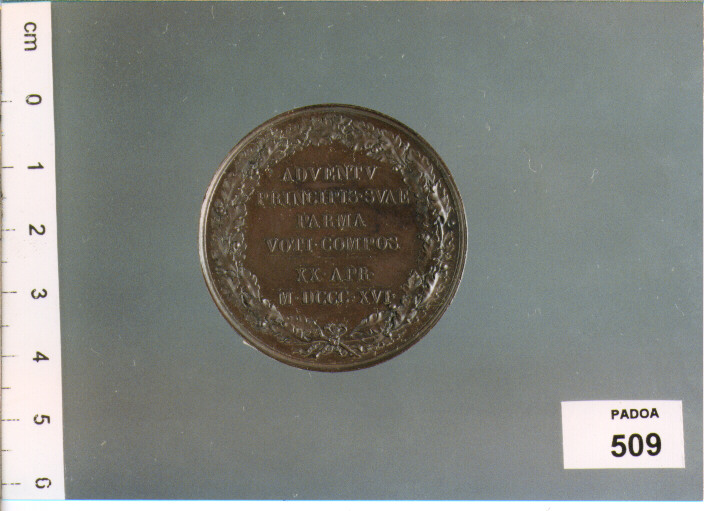 cm
0
1
2
3
4
5
6
ADVENTV
PRINCIPIS·SVAE
PARMA
VOTI·COMPOS
XX·APR·
M·DCCC·XVI
PADOA
509